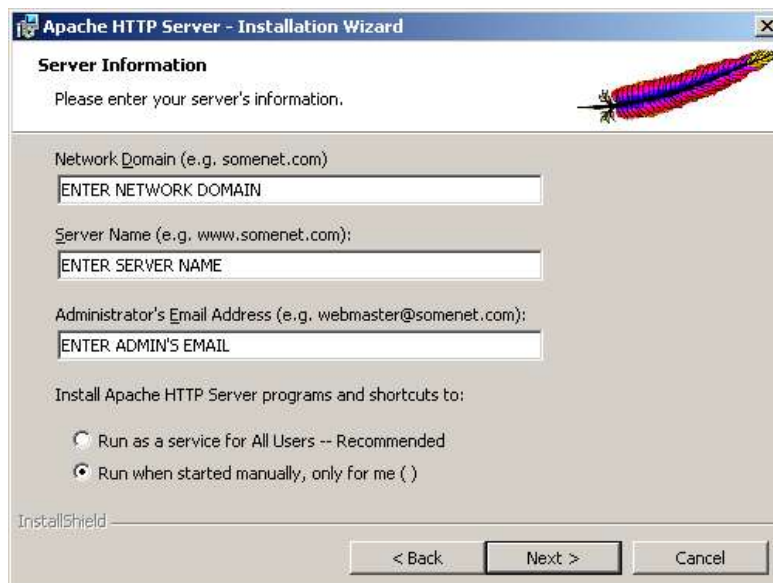 Apache HTTP Server - Installation Wizard
Server Information
Please enter your server's information.
Network Domain (e.g. somenet.com)
ENTER NETWORK DOMAIN
Server Name (e.g. www.somenet.com):
ENTER SERVER NAME
Administrator's Email Address (e.g. webmaster@somenet.com):
ENTER ADMIN'S EMAIL
Install Apache HTTP Server programs and shortcuts to:
Run as a service for All Users -- Recommended
Run when started manually, only for me ( )
InstallShield
< Back Next > Cancel